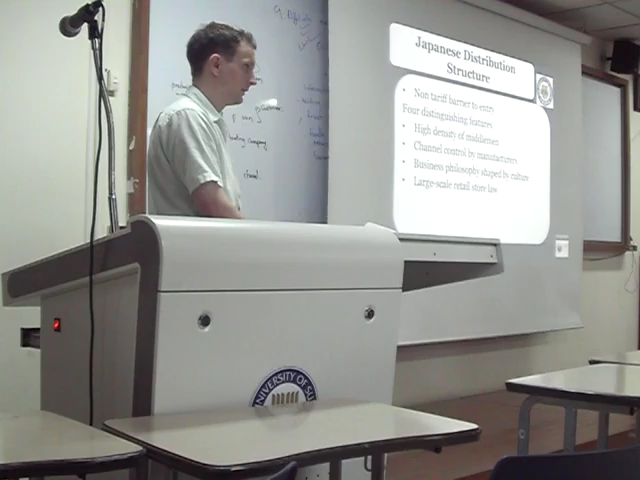 Japanese Distribution
Structure
• Non tariff barrier to entry
Four distinguishing features
• High density of middlemen
• Channel control by manufacturers
• Business philosophy shaped by culture
• Large-scale retail store law
UNIVERSITY OF SU